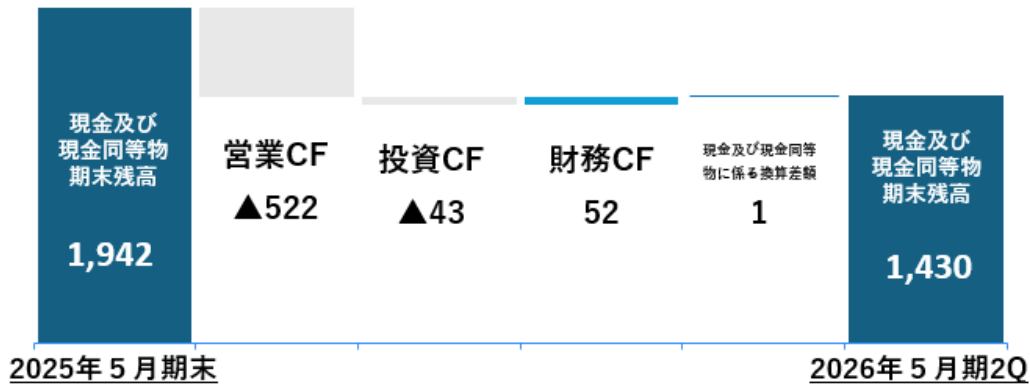 現金及び
現金同等物
期末残高
1,942
営業CF
▲522
投資CF
▲43
財務CF
52
現金及び現金同等
物に係る換算差額
1
現金及び
現金同等物
期末残高
1,430
2025年5月期末
2026年5月期2Q